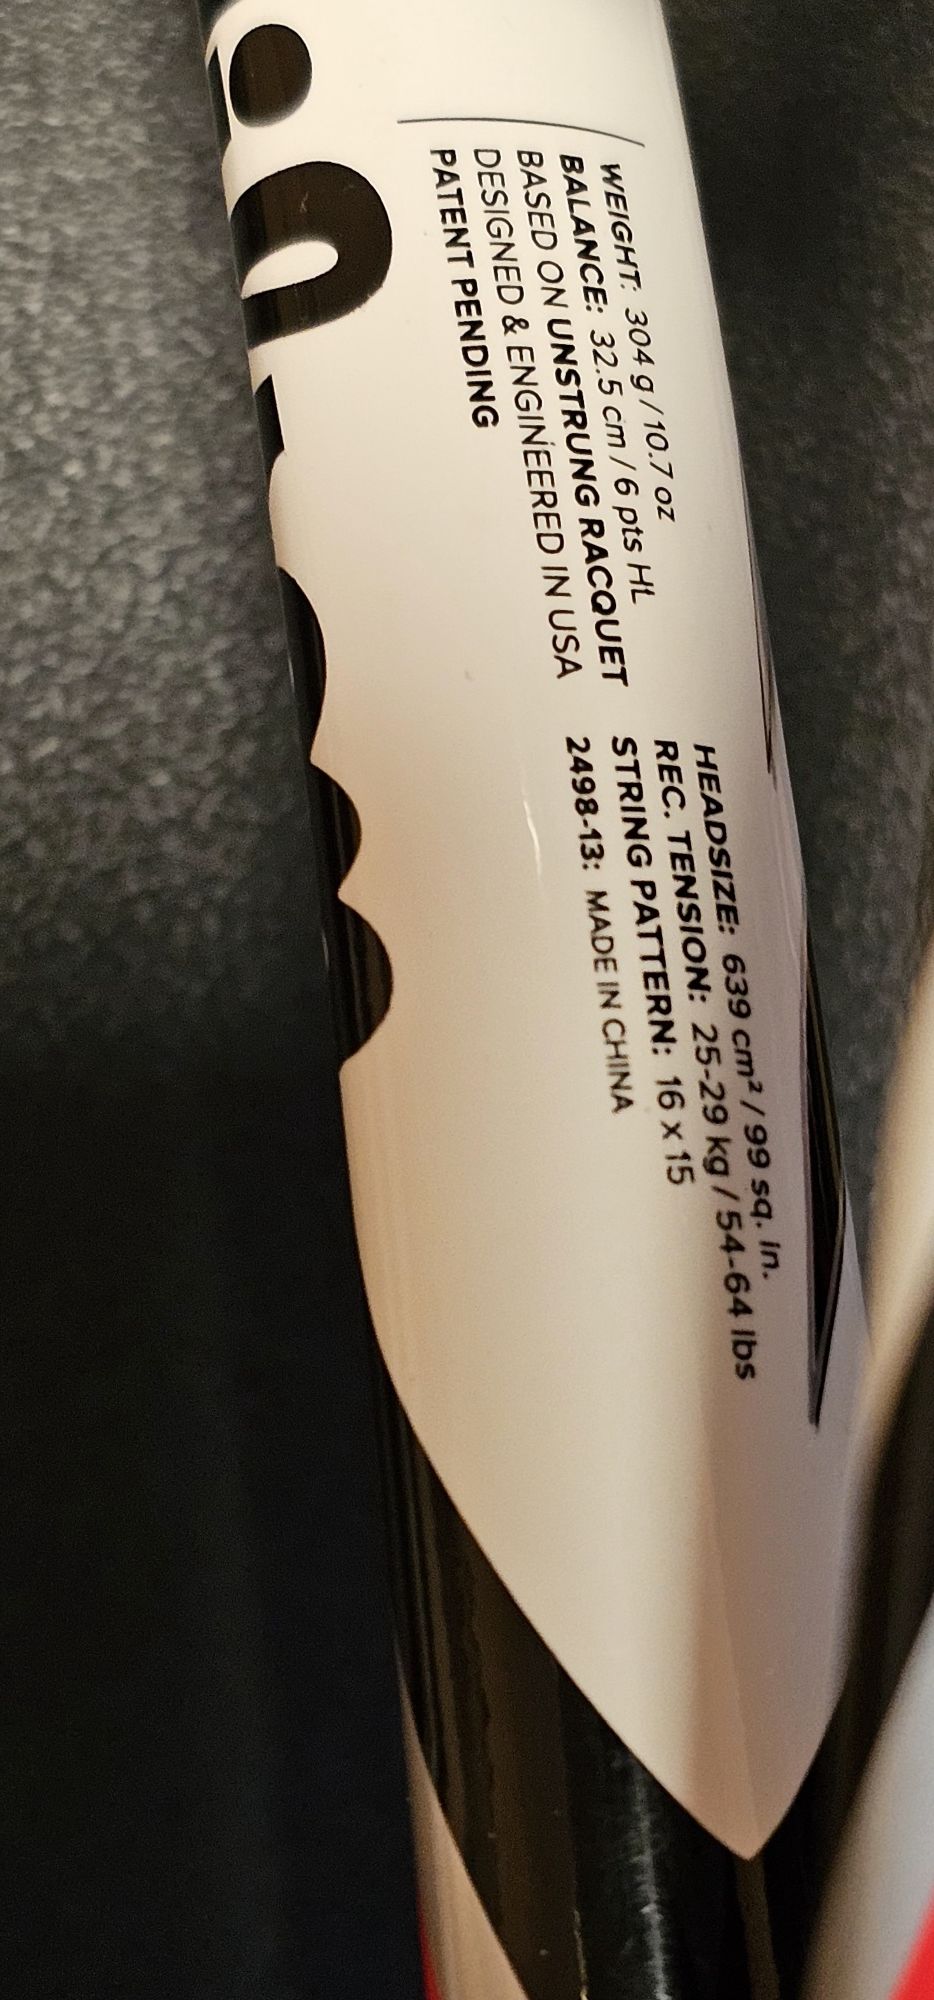 WEIGHT: 304 g / 10.7 oz
BALANCE: 32.5 cm / 6 pts HL
BASED ON UNSTRUNG RACQUET
DESIGNED & ENGINEERED IN USA
PATENT PENDING
HEADSIZE: 639 cm² / 99 sq. in.
REC. TENSION: 25-29 kg / 54-64 lbs
STRING PATTERN: 16 x 15
2498-13: MADE IN CHINA